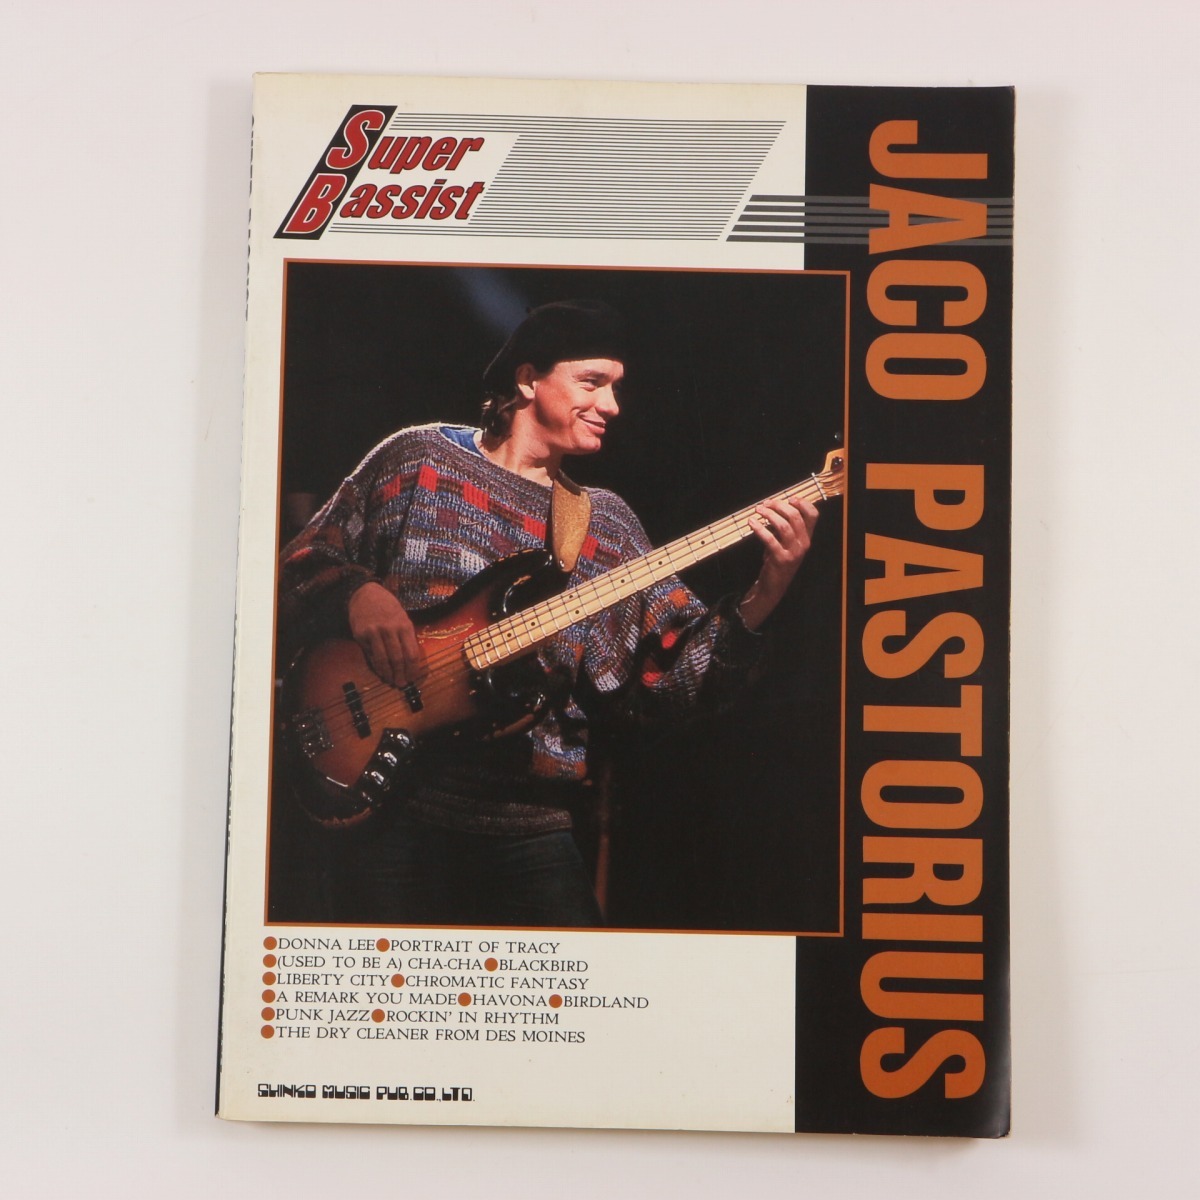 Super
Bassist
JACO PASTORIUS
●DONNA LEE●PORTRAIT OF TRACY
●(USED TO BE A) CHA-CHA●BLACKBIRD
●LIBERTY CITY●CHROMATIC FANTASY
●A REMARK YOU MADE●HAVONA●BIRDLAND
●PUNK JAZZ●ROCKIN' IN RHYTHM
●THE DRY CLEANER FROM DES MOINES
SHINKO MUSIC PUB.CO.,LTD.